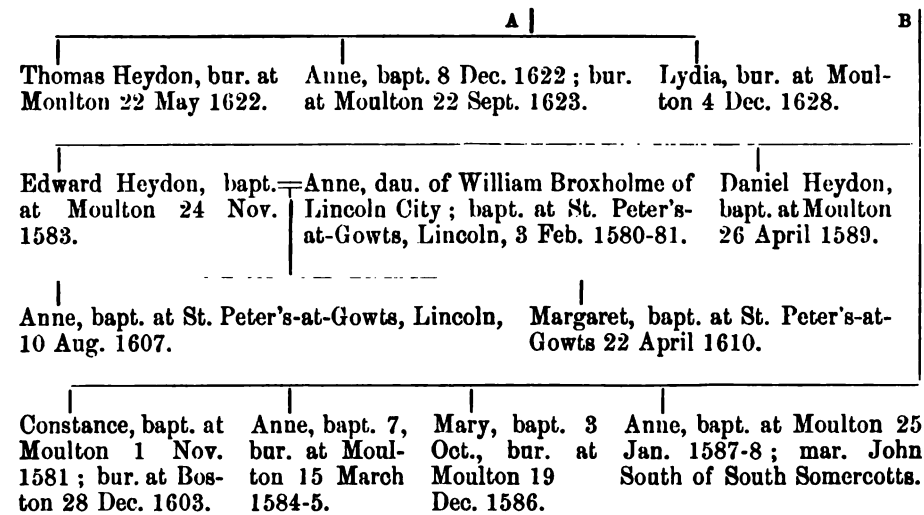 A B
Thomas Heydon, bur. at
Moulton 22 May 1622.
Anne, bapt. 8 Dec. 1622 ; bur.
at Moulton 22 Sept. 1623.
Lydia, bur. at Moul-
ton 4 Dec. 1628.
Edward Heydon, bapt.
at Moulton 24 Nov.
1583.
Anne, dau. of William Broxholme of
Lincoln City ; bapt. at St. Peter's-
at-Gowts, Lincoln, 3 Feb. 1580-81.
Daniel Heydon,
bapt. at Moulton
26 April 1589.
Anne, bapt. at St. Peter's-at-Gowts, Lincoln,
10 Aug. 1607.
Margaret, bapt. at St. Peter's-at-
Gowts 22 April 1610.
Constance, bapt. at
Moulton 1 Nov.
1581 ; bur. at Bos-
ton 28 Dec. 1603.
Anne, bapt. 7,
bur. at Moul-
ton 15 March
1584-5.
Mary, bapt. 3
Oct., bur. at
Moulton 19
Dec. 1586.
Anne, bapt. at Moulton 25
Jan. 1587-8 ; mar. John
South of South Somercotts.